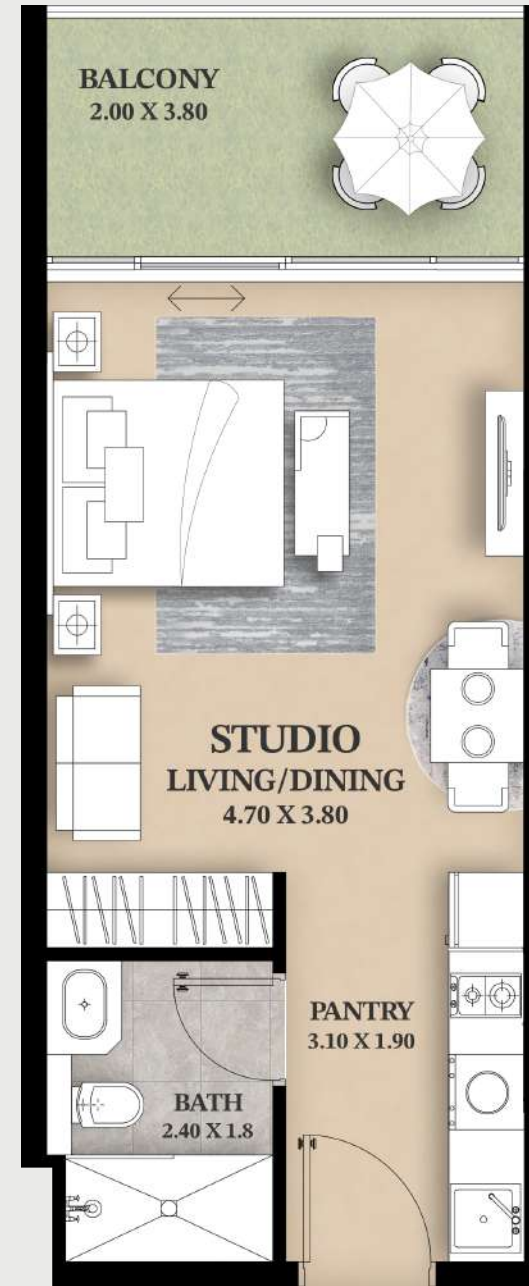 BALCONY
2.00 X 3.80
STUDIO
LIVING/DINING
4.70 X 3.80
PANTRY
3.10 X 1.90
BATH
2.40 X 1.8